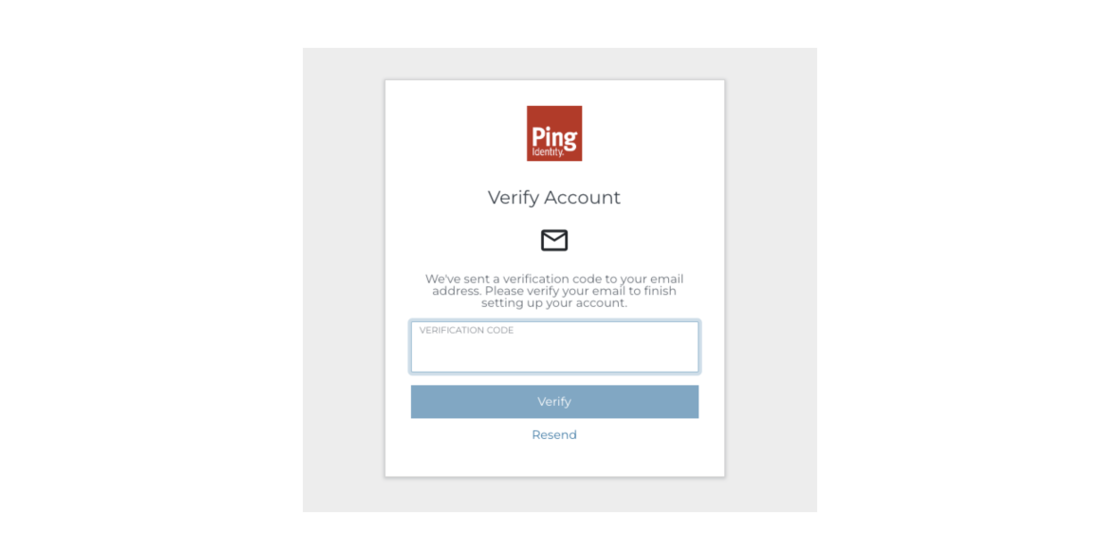 Ping
Identity.
Verify Account
We've sent a verification code to your email
address. Please verify your email to finish
setting up your account.
VERIFICATION CODE
Verify
Resend